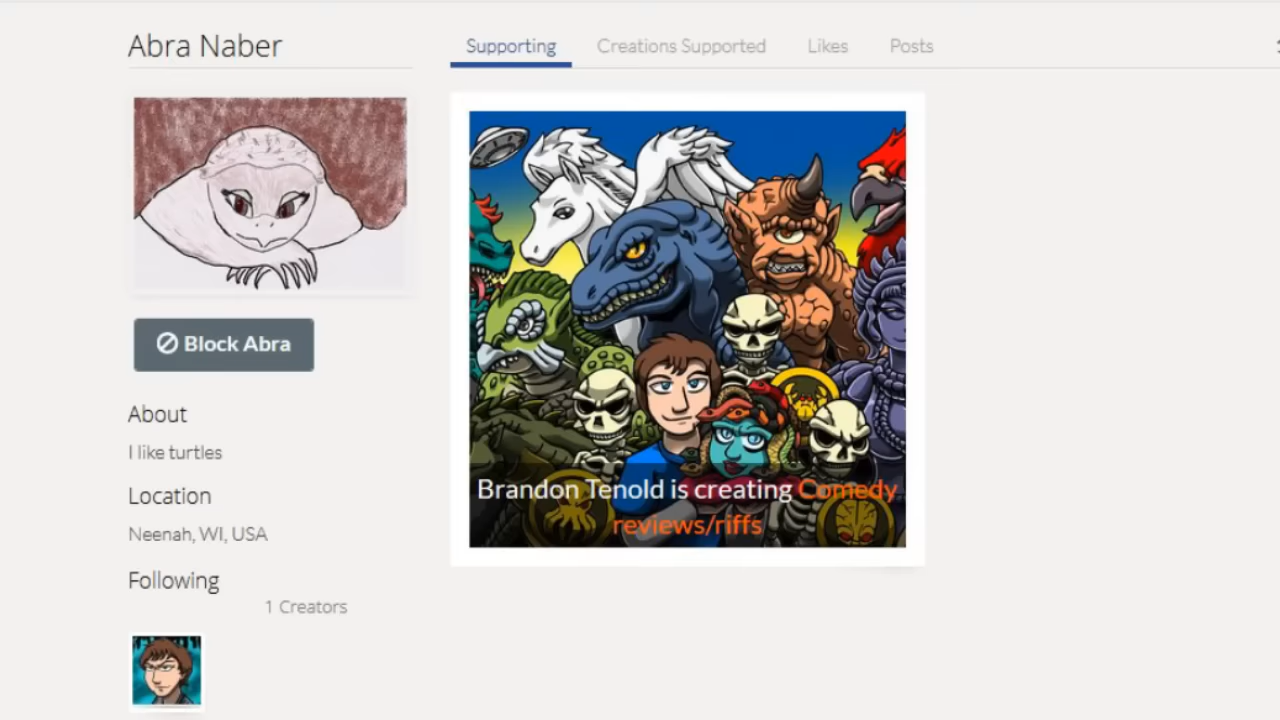 Abra Naber
Supporting Creations Supported Likes Posts
Block Abra
About
I like turtles
Location
Neenah, WI, USA
Following
1 Creators
Brandon Tenold is creating Comedy
reviews/riffs